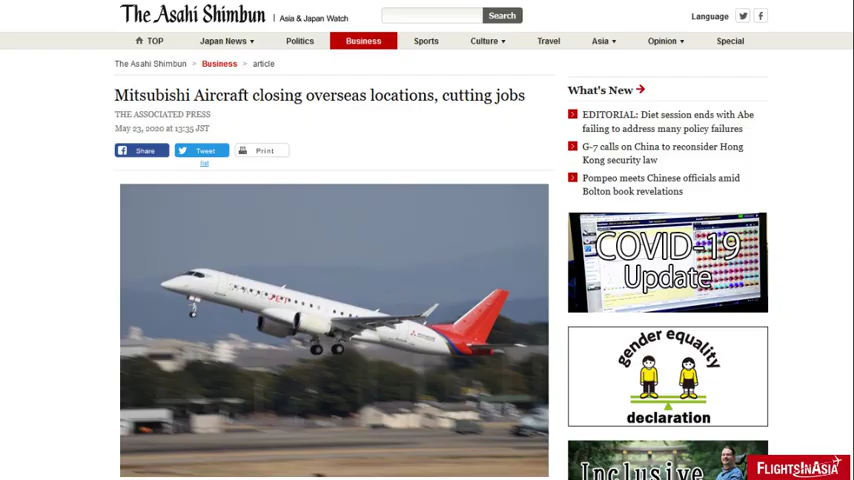 The Asahi Shimbun | Asia & Japan Watch
Search
Language
TOP Japan News Politics Business Sports Culture Travel Asia Opinion Special
The Asahi Shimbun > Business > article
Mitsubishi Aircraft closing overseas locations, cutting jobs
THE ASSOCIATED PRESS
May 23, 2020 at 13:35 JST
Share Tweet Print
list
What's New
EDITORIAL: Diet session ends with Abe
failing to address many policy failures
G-7 calls on China to reconsider Hong
Kong security law
Pompeo meets Chinese officials amid
Bolton book revelations
COVID-19
Update
gender equality
declaration
Inclusive
FLIGHTSINASIA